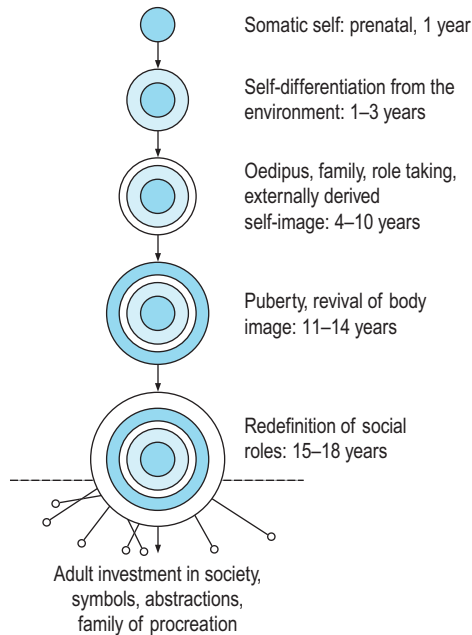 Somatic self: prenatal, 1 year
Self-differentiation from the
environment: 1–3 years
Oedipus, family, role taking,
externally derived
self-image: 4–10 years
Puberty, revival of body
image: 11–14 years
Redefinition of social
roles: 15–18 years
Adult investment in society,
symbols, abstractions,
family of procreation